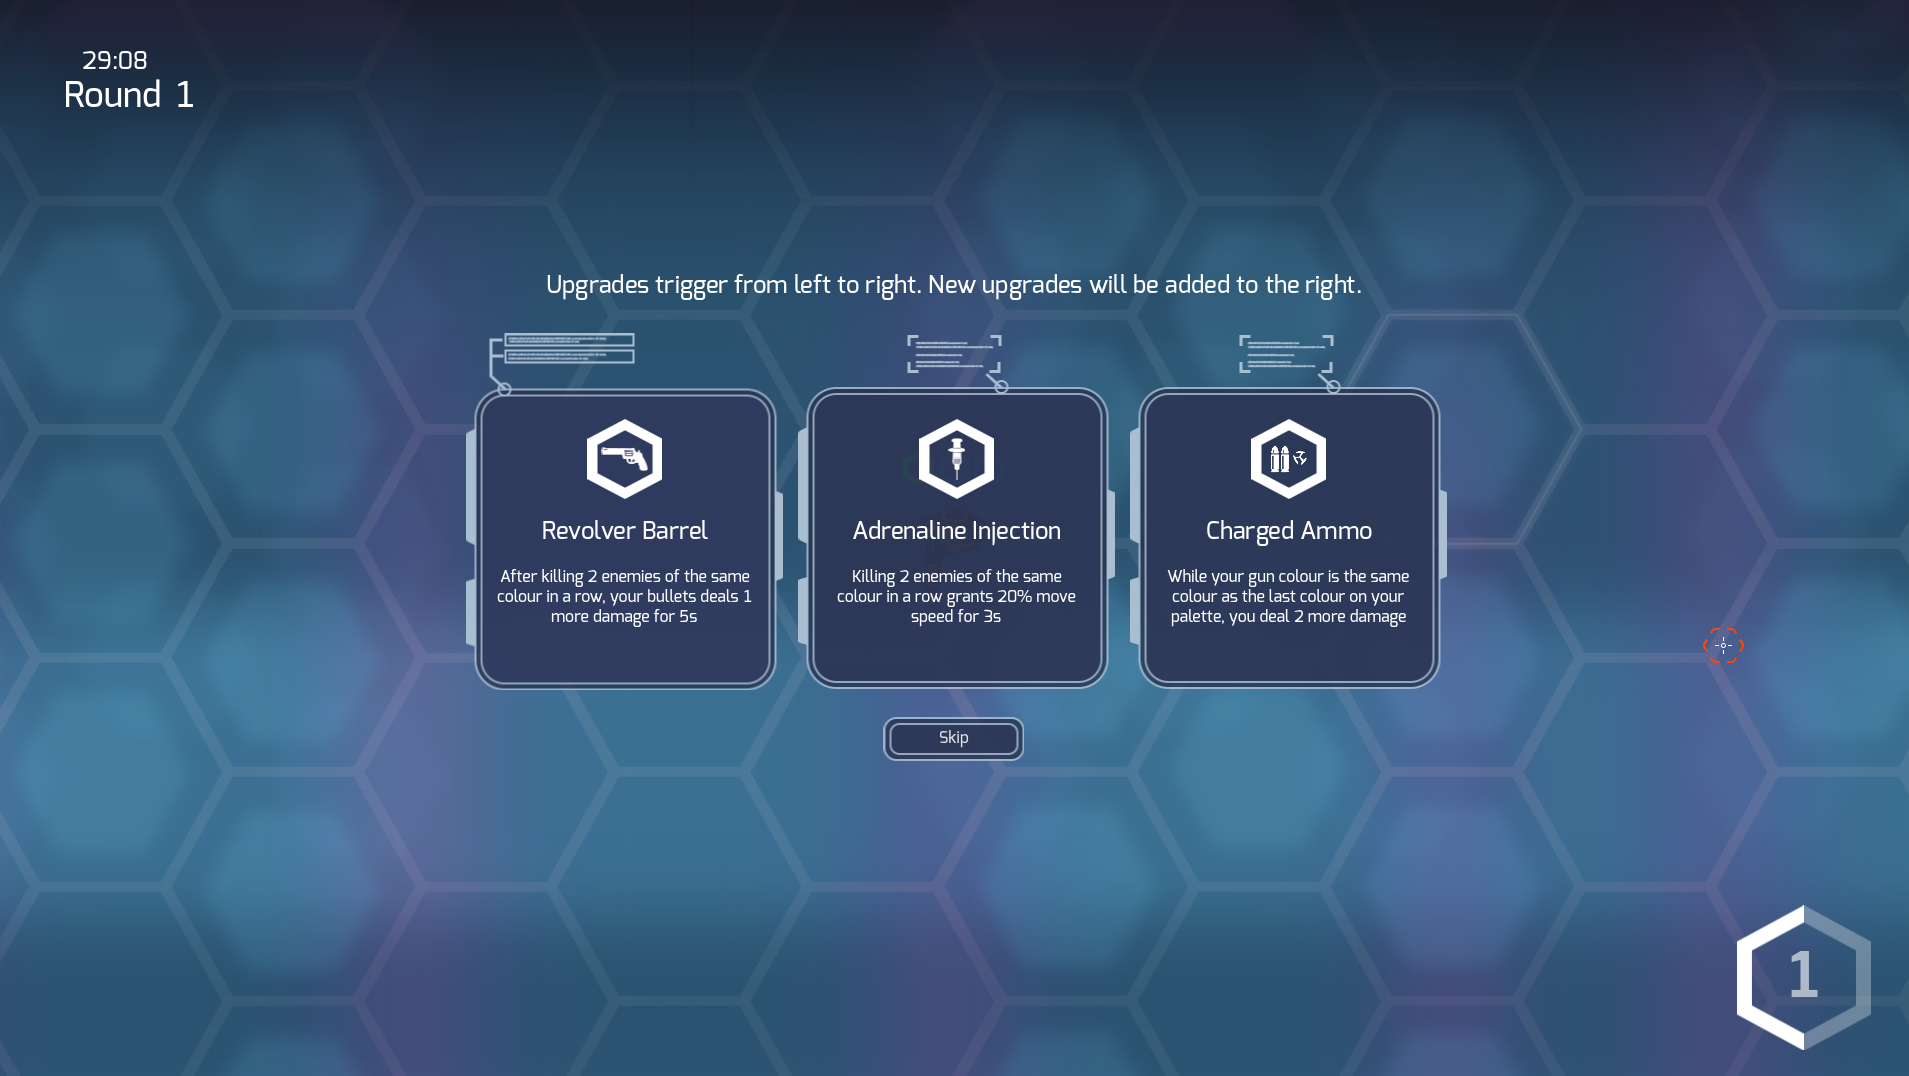 29:08
Round 1
Upgrades trigger from left to right. New upgrades will be added to the right.
Revolver Barrel
After killing 2 enemies of the same
colour in a row, your bullets deals 1
more damage for 5s
Adrenaline Injection
Killing 2 enemies of the same
colour in a row grants 20% move
speed for 3s
Charged Ammo
While your gun colour is the same
colour as the last colour on your
palette, you deal 2 more damage
Skip
1